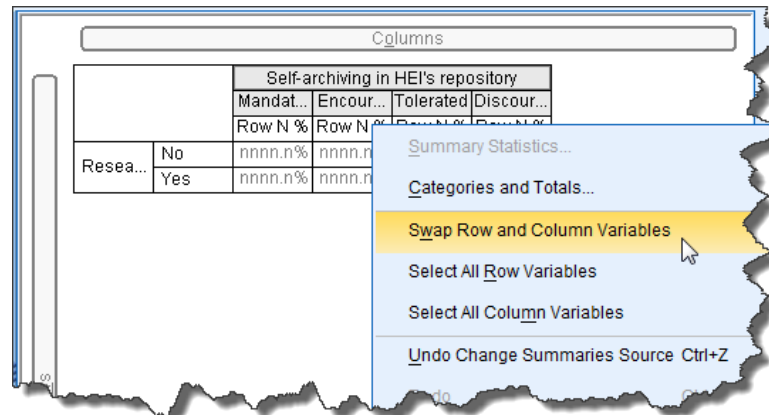 Columns
Self-archiving in HEI's repository
Mandat... Encour... Tolerated Discour...
Row N % Row N % Row N % Row N %
Resea...
No nnnn.n% nnnn.n
Yes nnnn.n% nnnn.n
Summary Statistics...
Categories and Totals...
Swap Row and Column Variables
Select All Row Variables
Select All Column Variables
Undo Change Summaries Source Ctrl+Z